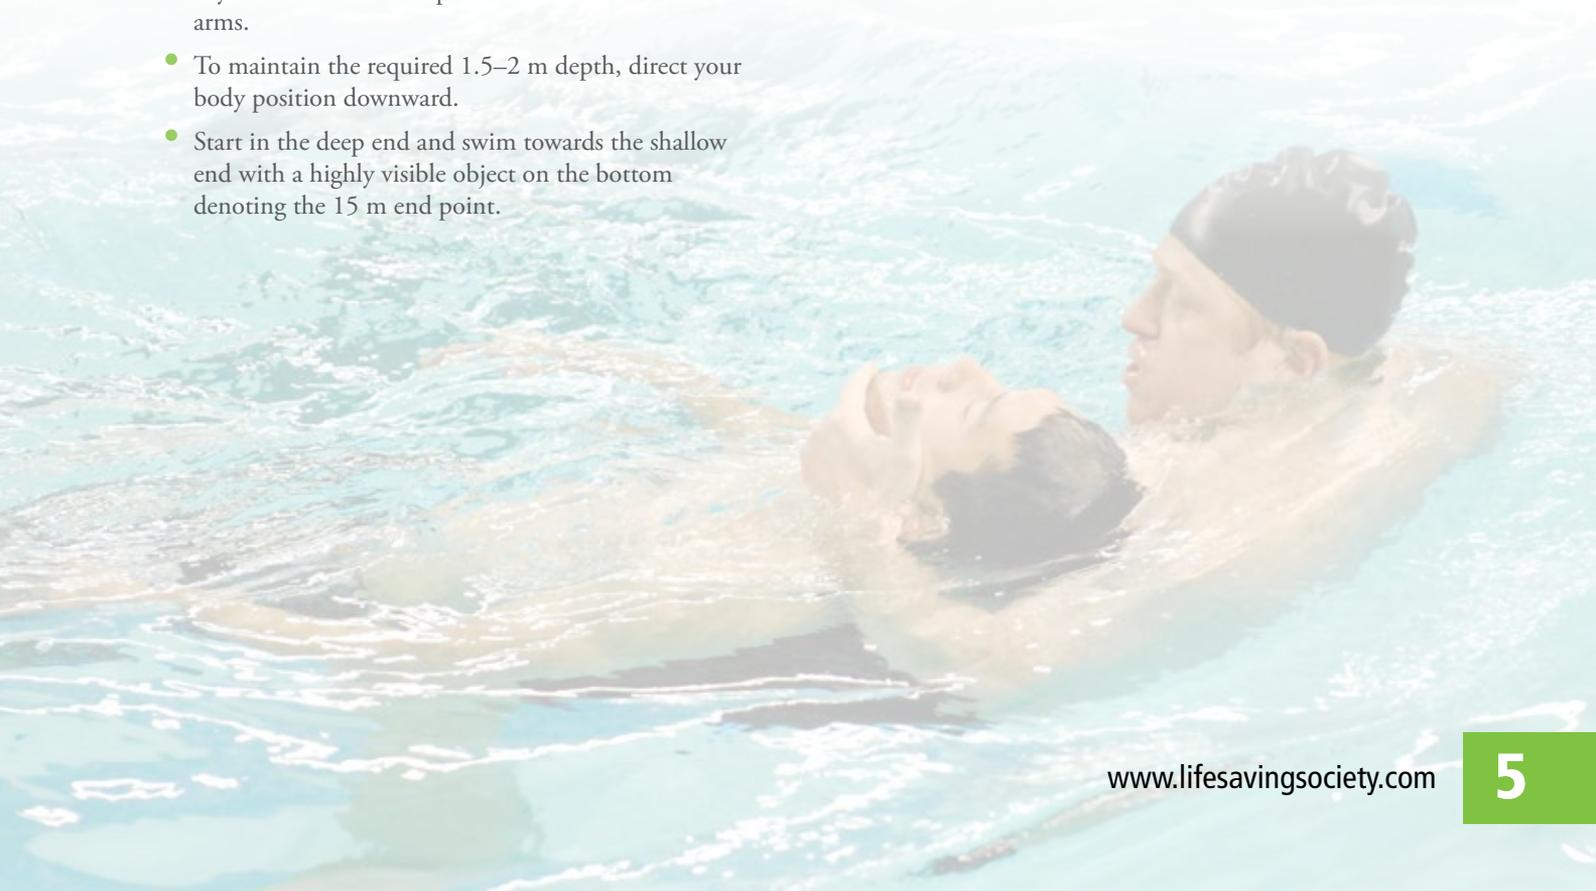 arms.
To maintain the required 1.5–2 m depth, direct your
body position downward.
Start in the deep end and swim towards the shallow
end with a highly visible object on the bottom
denoting the 15 m end point.
www.lifesavingsociety.com
5